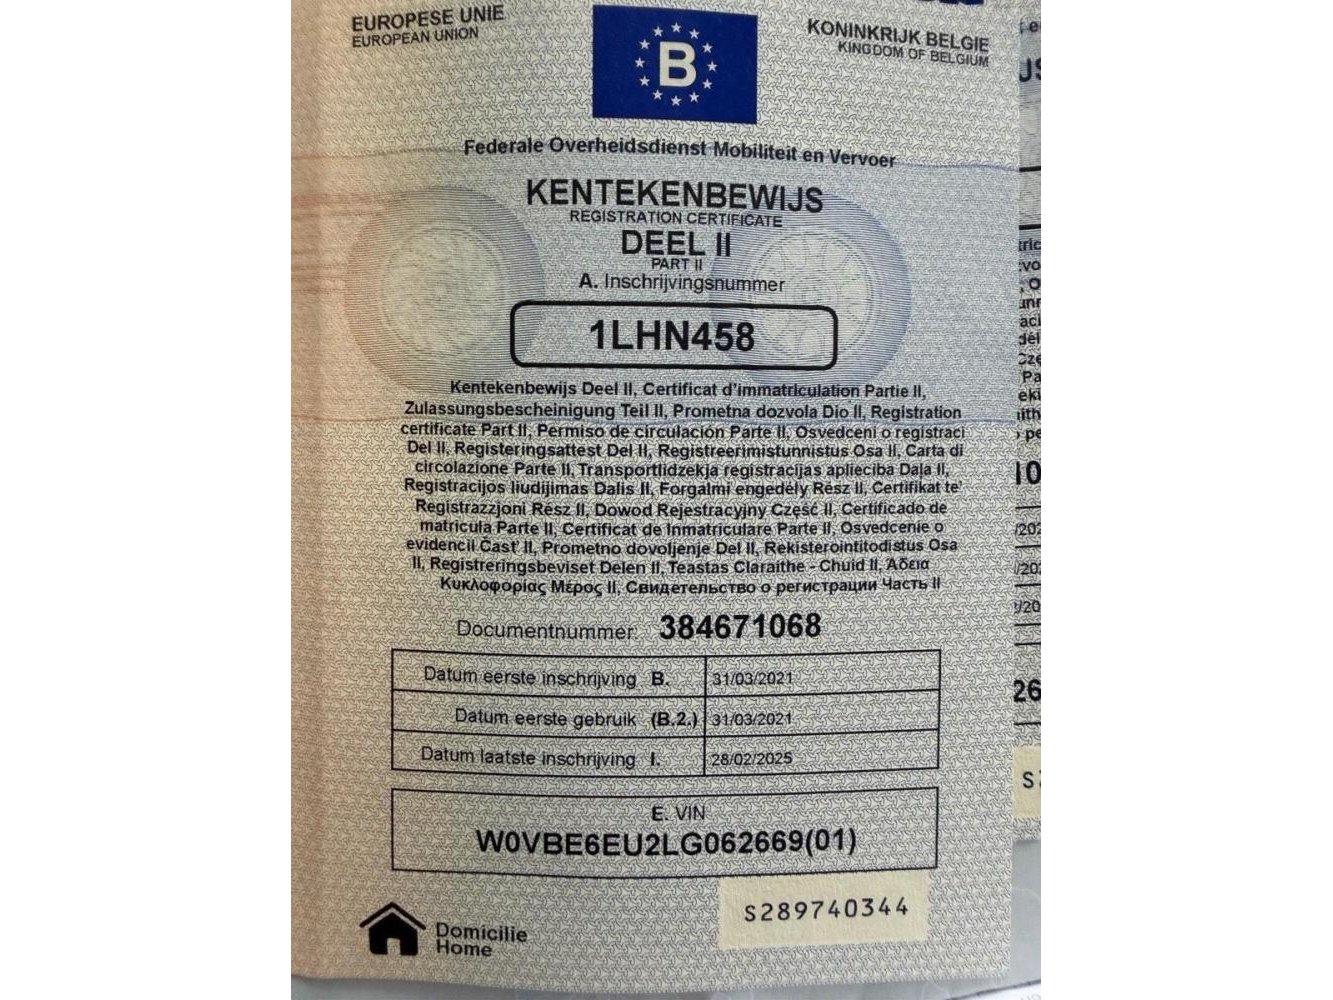 EUROPESE UNIE
EUROPEAN UNION
B
KONINKRIJK BELGIE
KINGDOM OF BELGIUM
Federale Overheidsdienst Mobiliteit en Vervoer
KENTEKENBEWIJS
REGISTRATION CERTIFICATE
DEEL II
PART II
A. Inschrijvingsnummer
1LHN458
Kentekenbewijs Deel II, Certificat d'immatriculation Partie II,
Zulassungsbescheinigung Teil II, Prometna dozvola Dio II, Registration
certificate Part II, Permiso de circulación Parte II, Osvedceni o registraci
Del II, Registeringsattest Del II, Registreerimistunnistus Osa II, Carta di
circolazione Parte II, Transportlidzekja registracijas aplieciba Daļa II,
Registracijos liudijimas Dalis II, Forgalmi engedély Rész II, Certifikat te'
Registrazzjoni Rész II, Dowod Rejestracyjny Część II, Certificado de
matricula Parte II, Certificat de Inmatriculare Parte II, Osvedcenie o
evidencii Časť II, Prometno dovoljenje Del II, Rekisterointitodistus Osa
II, Registreringsbeviset Delen II, Teastas Claraithe - Chuid II, Άδεια
Κυκλοφορίας Μέρος II, Свидетельство о регистрации Часть II
Documentnummer: 384671068
Datum eerste inschrijving B. 31/03/2021
Datum eerste gebruik (B.2.) 31/03/2021
Datum laatste inschrijving I. 28/02/2025
E. VIN
W0VBE6EU2LG062669(01)
S289740344
Domicilie
Home